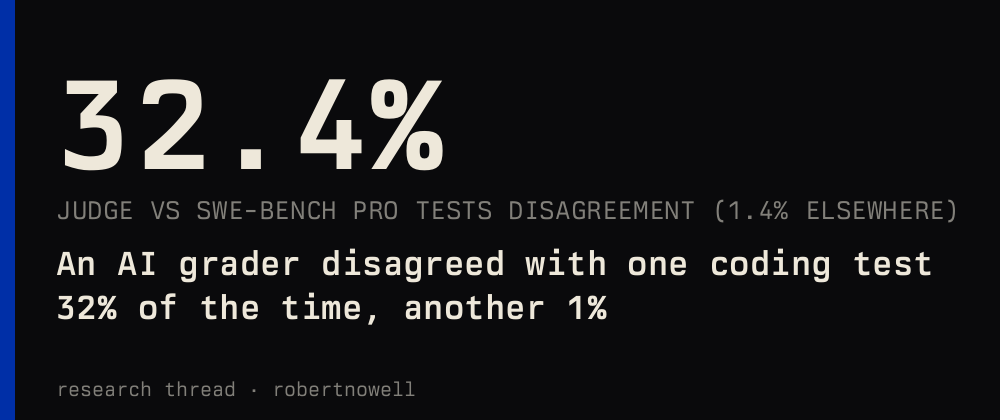 32.4%
JUDGE VS SWE-BENCH PRO TESTS DISAGREEMENT (1.4% ELSEWHERE)
An AI grader disagreed with one coding test
32% of the time, another 1%
research thread · robertnowell